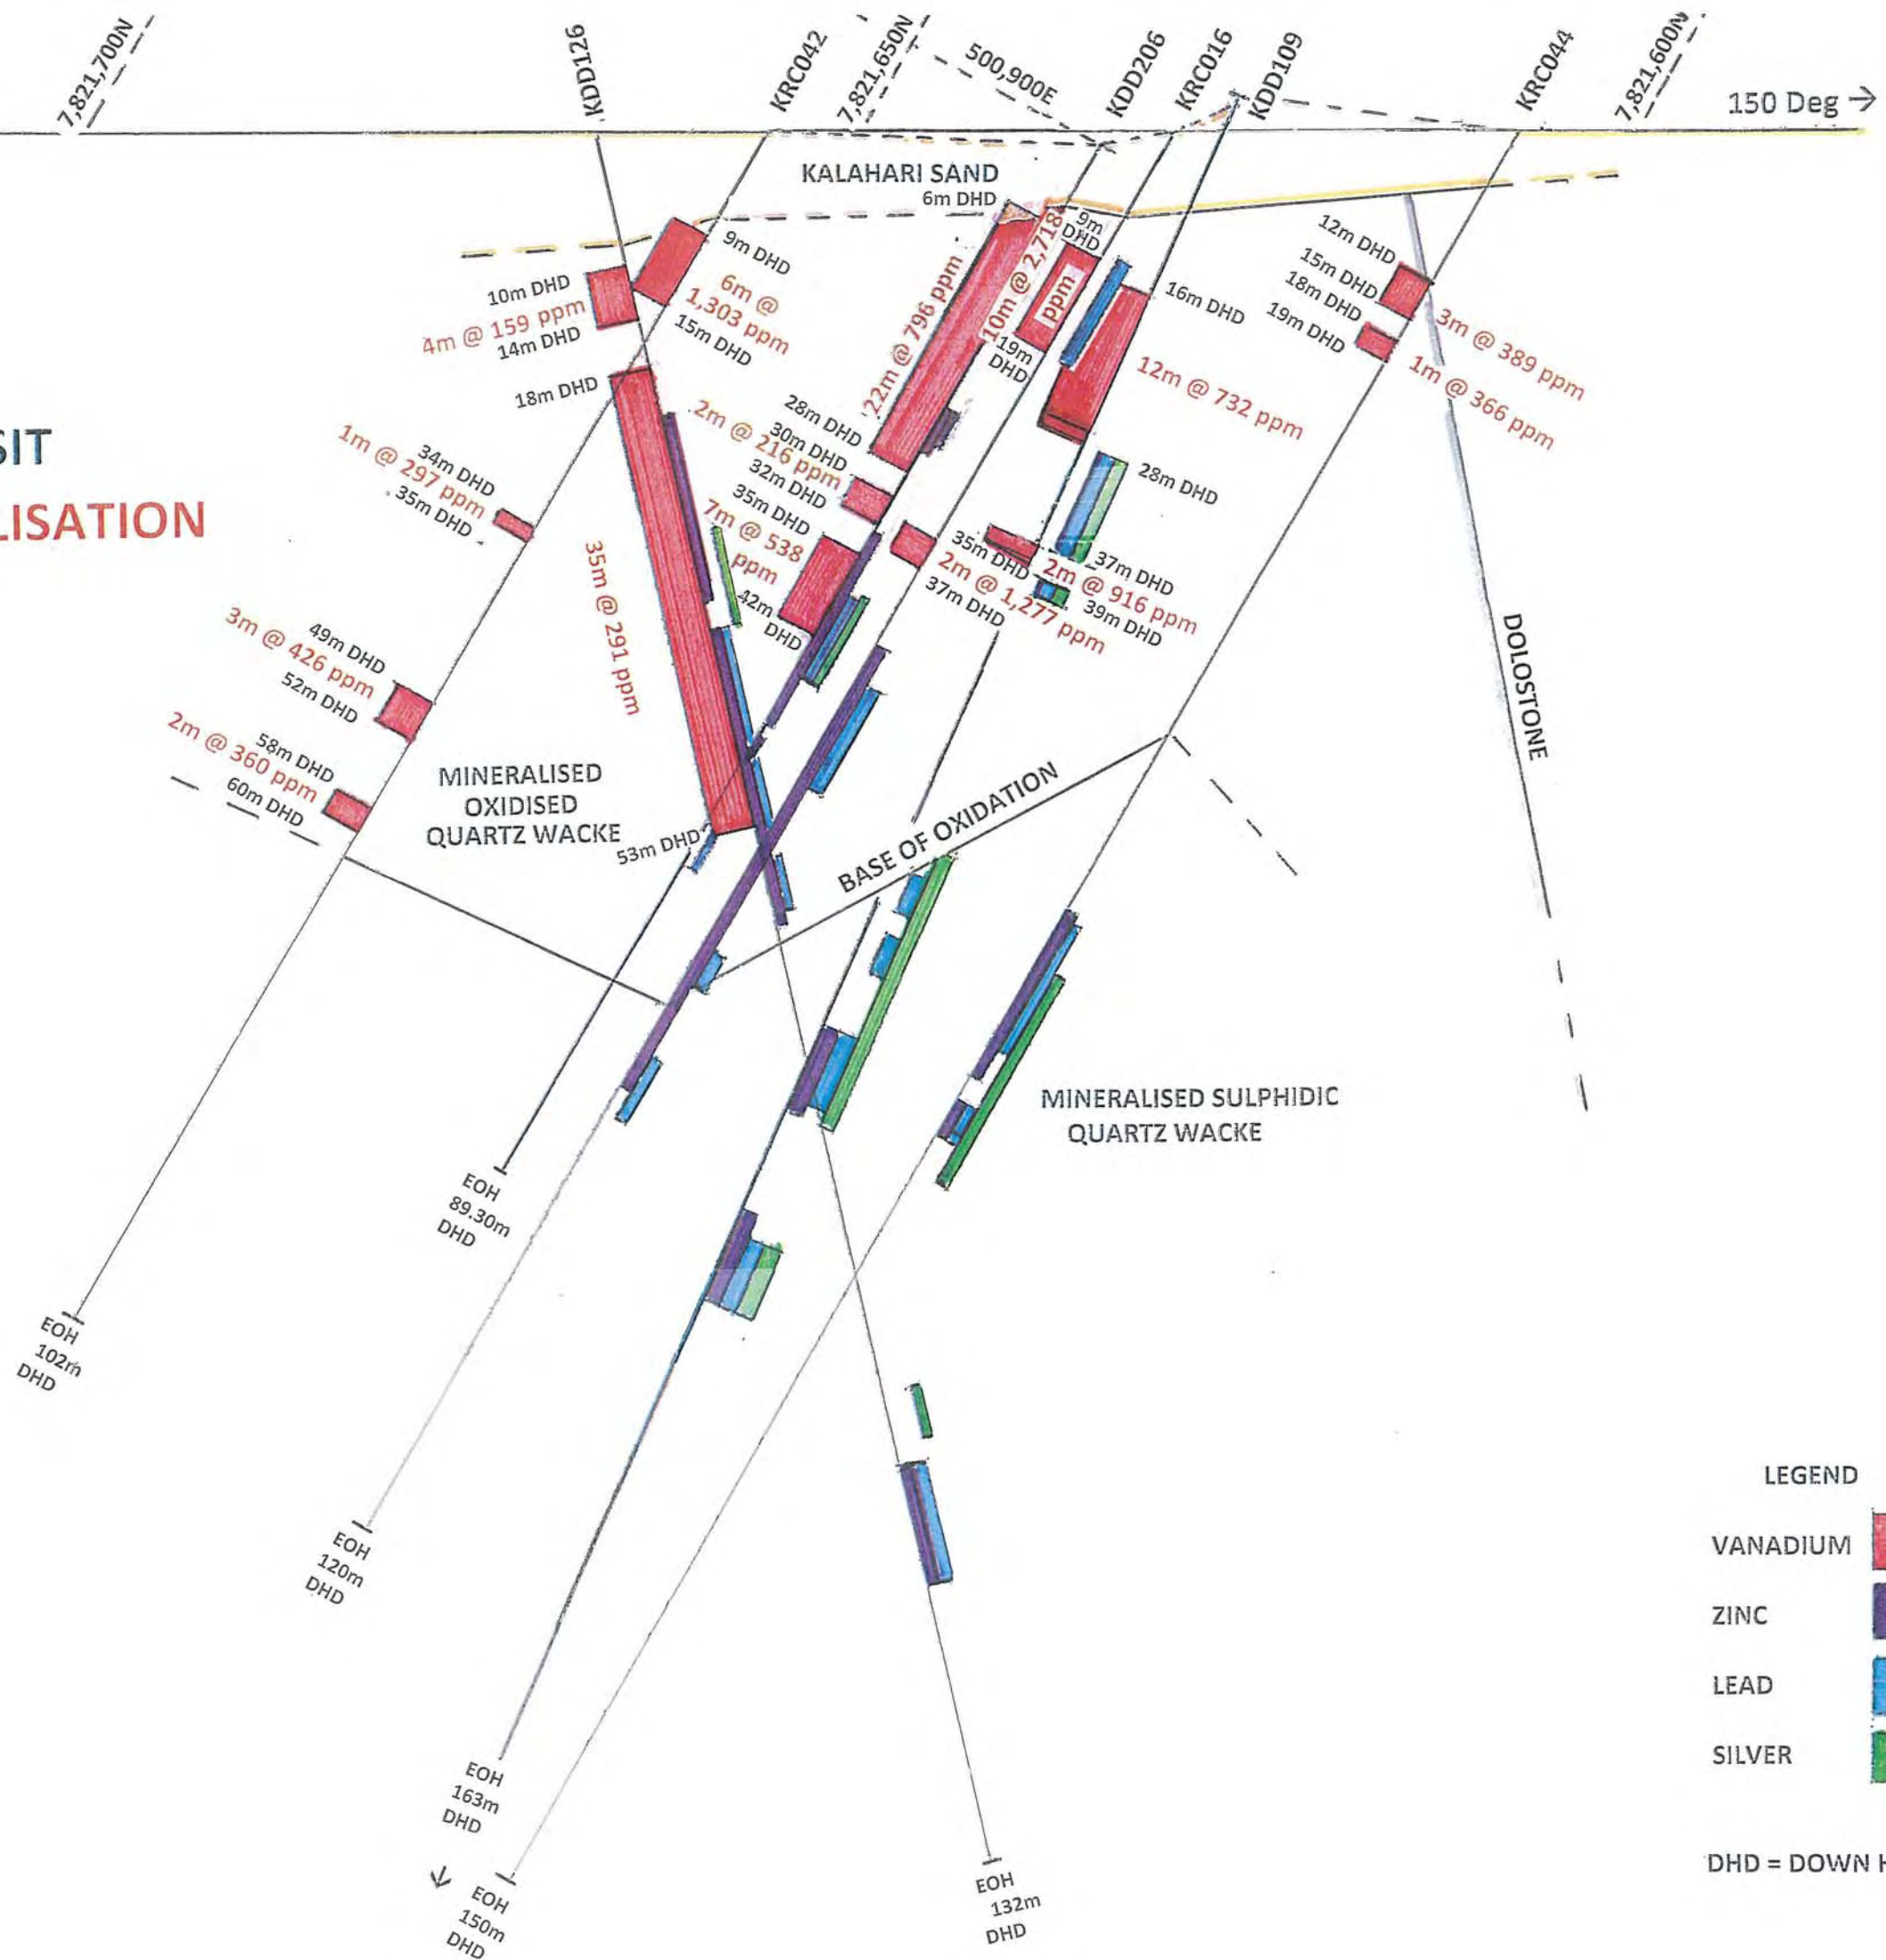 7,821,700N
KDD126
KRC042
7,821,650N
500,900E
KDD206
KRC016
KDD109
KRC044
7,821,600N
150 Deg →
KALAHARI SAND
6m DHD
9m DHD
6m @
1,303 ppm
15m DHD
10m DHD
4m @ 159 ppm
14m DHD
18m DHD
22m @ 796 ppm
10m @ 2,718
ppm
9m
DHD
19m
DHD
16m DHD
12m @ 732 ppm
28m DHD
12m DHD
15m DHD
18m DHD
19m DHD
3m @ 389 ppm
1m @ 366 ppm
SIT
LISATION
34m DHD
1m @ 297 ppm
35m DHD
28m DHD
2m @ 216 ppm
30m DHD
32m DHD
35m DHD
7m @ 538
ppm
42m
DHD
35m @ 291 ppm
35m DHD
2m @ 1,277 ppm
37m DHD
37m DHD
2m @ 916 ppm
39m DHD
49m DHD
3m @ 426 ppm
52m DHD
58m DHD
2m @ 360 ppm
60m DHD
MINERALISED
OXIDISED
QUARTZ WACKE
53m DHD
BASE OF OXIDATION
DOLOSTONE
MINERALISED SULPHIDIC
QUARTZ WACKE
EOH
89.30m
DHD
EOH
102m
DHD
EOH
120m
DHD
EOH
163m
DHD
EOH
150m
DHD
EOH
132m
DHD
LEGEND
VANADIUM
ZINC
LEAD
SILVER
DHD = DOWN H